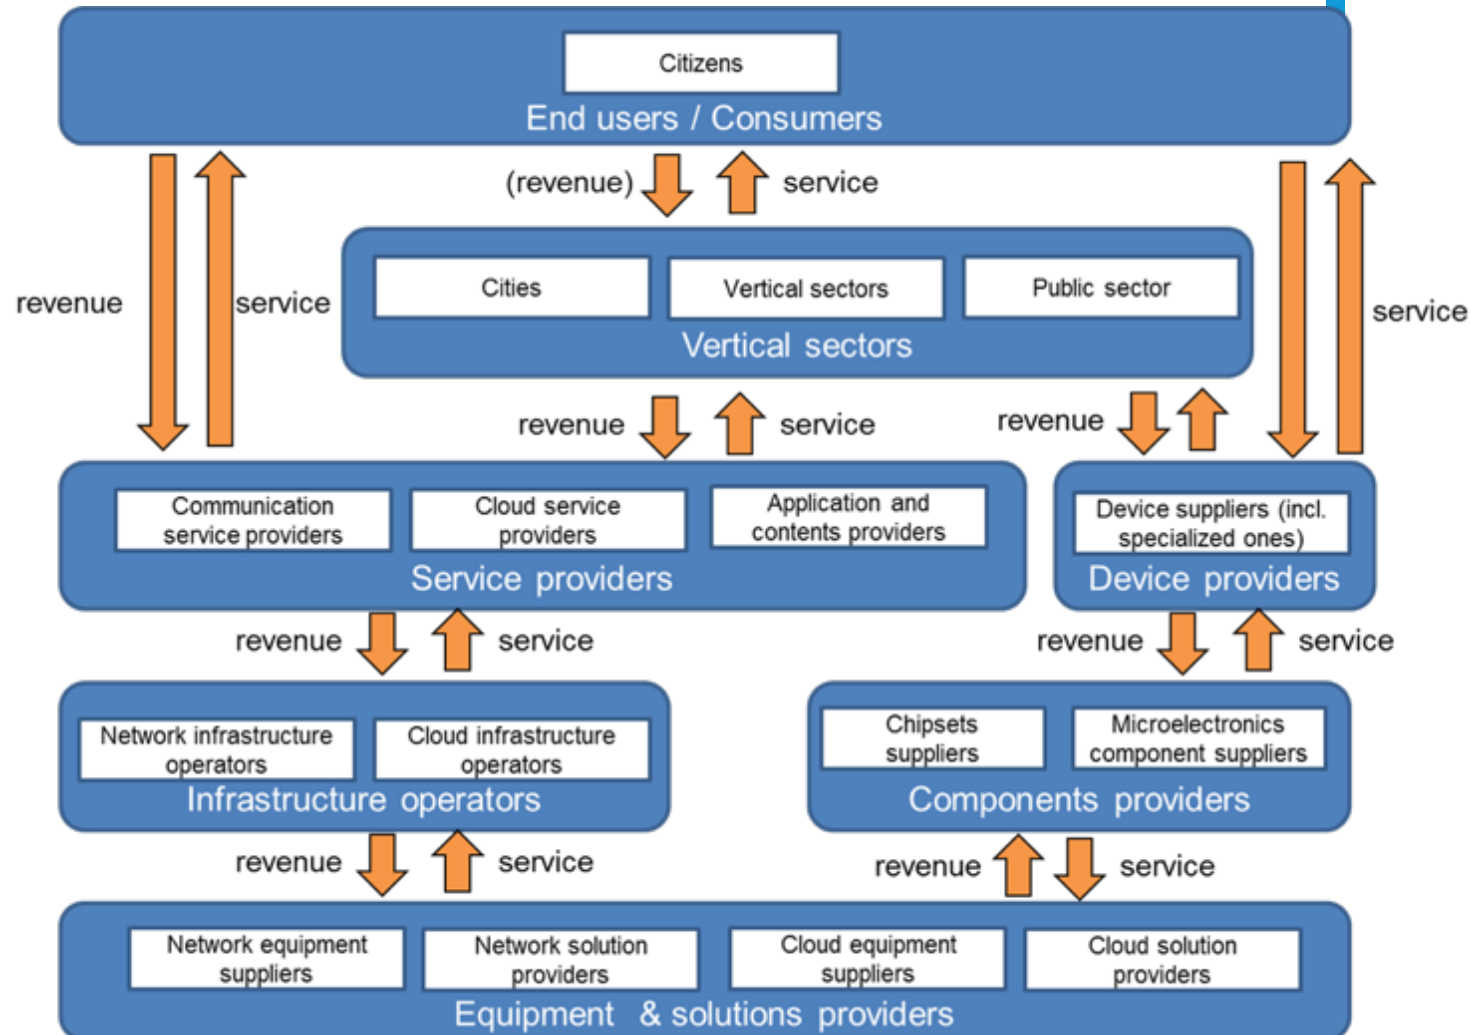 Citizens
End users / Consumers
(revenue)
service
revenue
service
service
Cities
Vertical sectors
Public sector
Vertical sectors
revenue
service
revenue
Communication
service providers
Cloud service
providers
Application and
contents providers
Service providers
Device suppliers (incl.
specialized ones)
Device providers
revenue
service
revenue
service
Network infrastructure
operators
Cloud infrastructure
operators
Infrastructure operators
Chipsets
suppliers
Microelectronics
component suppliers
Components providers
revenue
service
revenue
service
Network equipment
suppliers
Network solution
providers
Cloud equipment
suppliers
Cloud solution
providers
Equipment & solutions providers